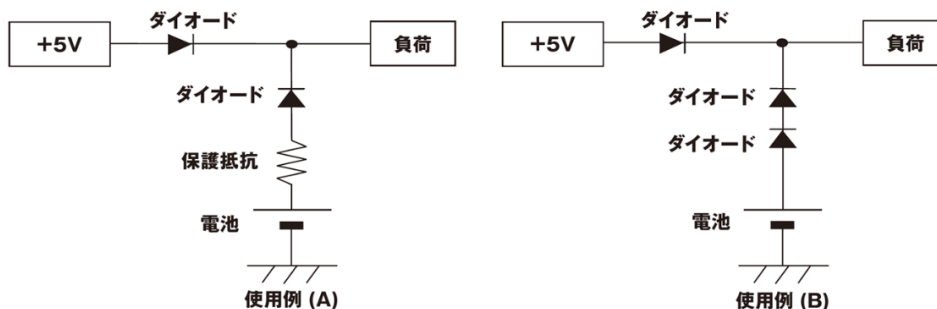 ダイオード
+5V
負荷
ダイオード
保護抵抗
電池
使用例 (A)
ダイオード
+5V
負荷
ダイオード
ダイオード
電池
使用例 (B)